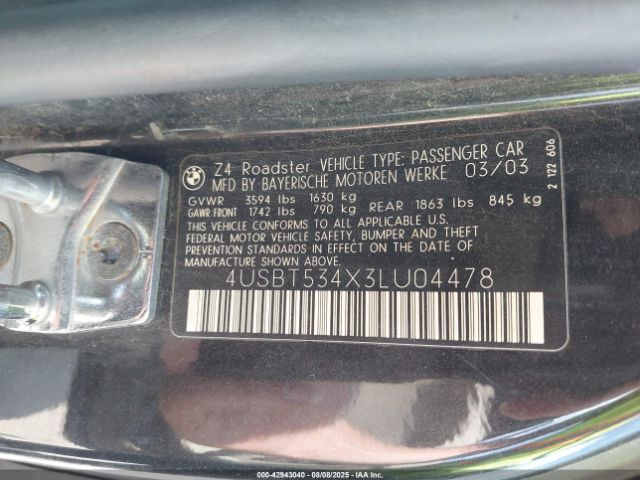 BMW
Z4 Roadster VEHICLE TYPE: PASSENGER CAR
MFD BY BAYERISCHE MOTOREN WERKE 03/03
GVWR 3594 lbs 1630 kg
GAWR FRONT 1742 lbs 790 kg REAR 1863 lbs 845 kg
THIS VEHICLE CONFORMS TO ALL APPLICABLE U.S.
FEDERAL MOTOR VEHICLE SAFETY, BUMPER AND THEFT
PREVENTION STANDARDS IN EFFECT ON THE DATE OF
MANUFACTURE SHOWN ABOVE.
4USBT534X3LU04478
2 122 606
000-42943040 - 08/08/2025 - IAAI.com